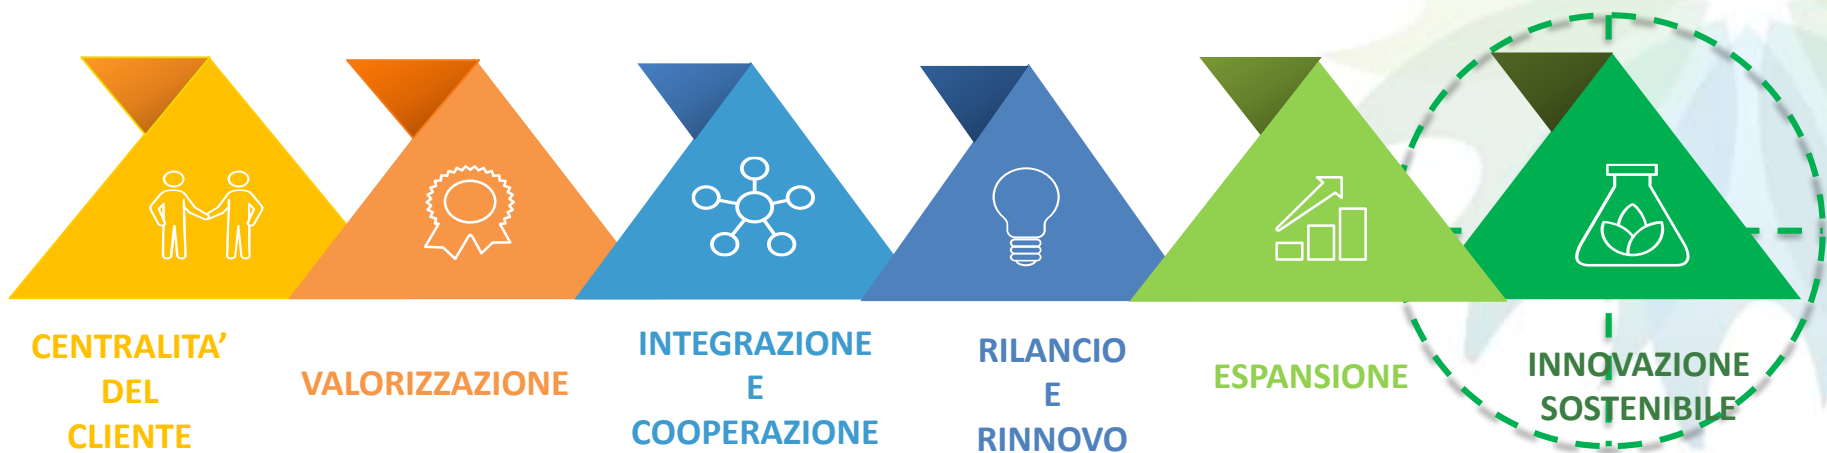 CENTRALITA’
DEL
CLIENTE
VALORIZZAZIONE
INTEGRAZIONE
E
COOPERAZIONE
RILANCIO
E
RINNOVO
ESPANSIONE
INNOVAZIONE
SOSTENIBILE